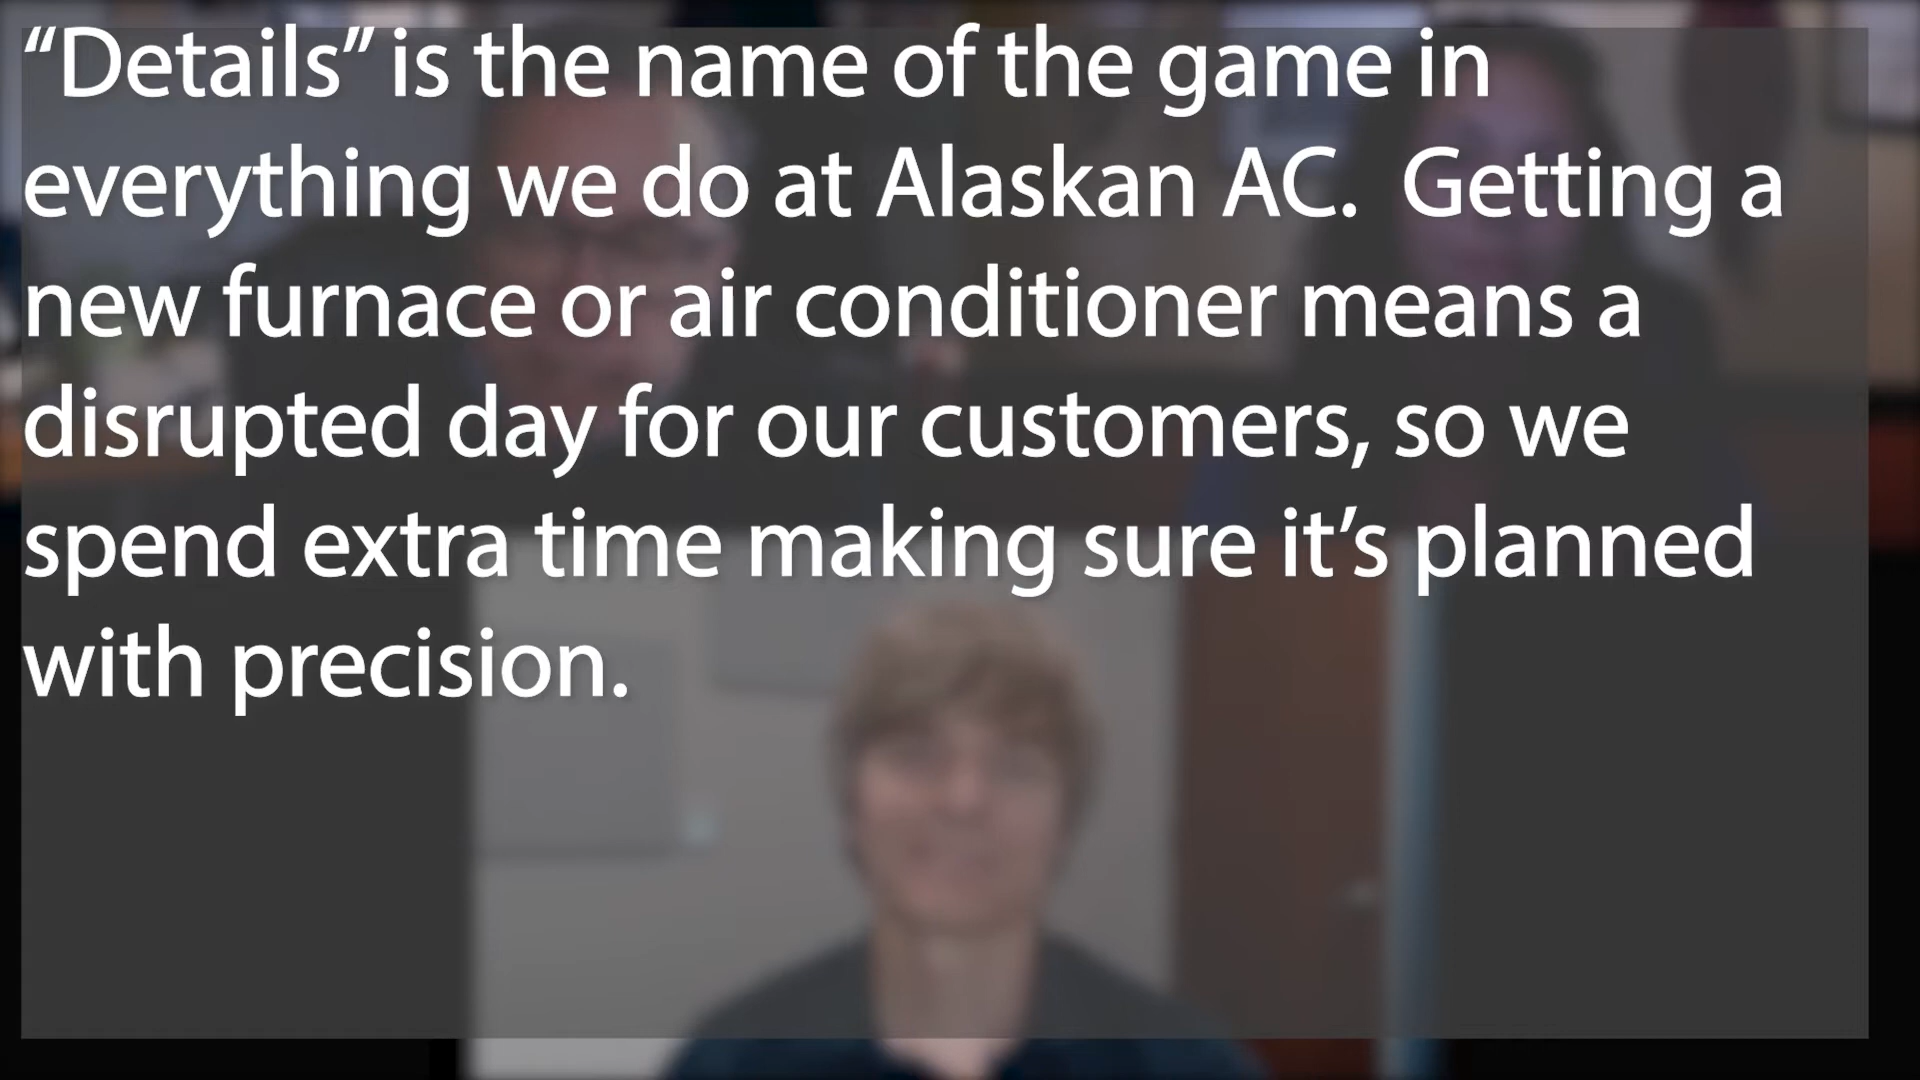 “Details” is the name of the game in
everything we do at Alaskan AC.  Getting a
new furnace or air conditioner means a
disrupted day for our customers, so we
spend extra time making sure it’s planned
with precision.